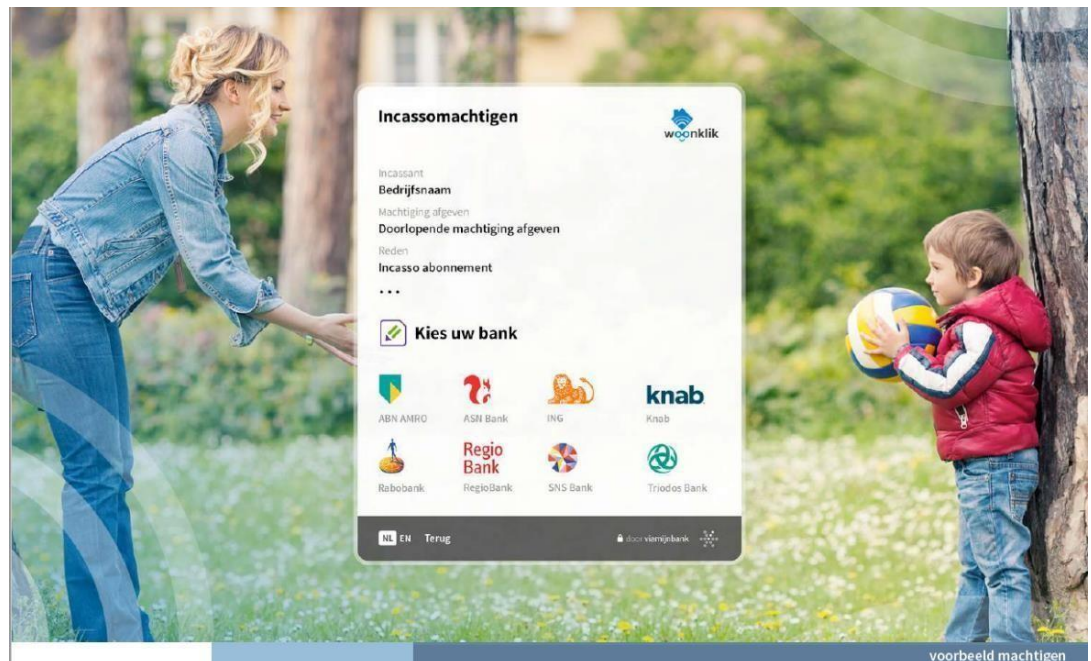 Incassomachtigen
woonklik
Incassant
Bedrijfsnaam
Machtiging afgeven
Doorlopende machtiging afgeven
Reden
Incasso abonnement
...
Kies uw bank
ABN AMRO
ASN Bank
ING
knab
Knab
Rabobank
Regio
Bank
RegioBank
SNS Bank
Triodos Bank
NL EN Terug
door viamijnbank
voorbeeld machtigen